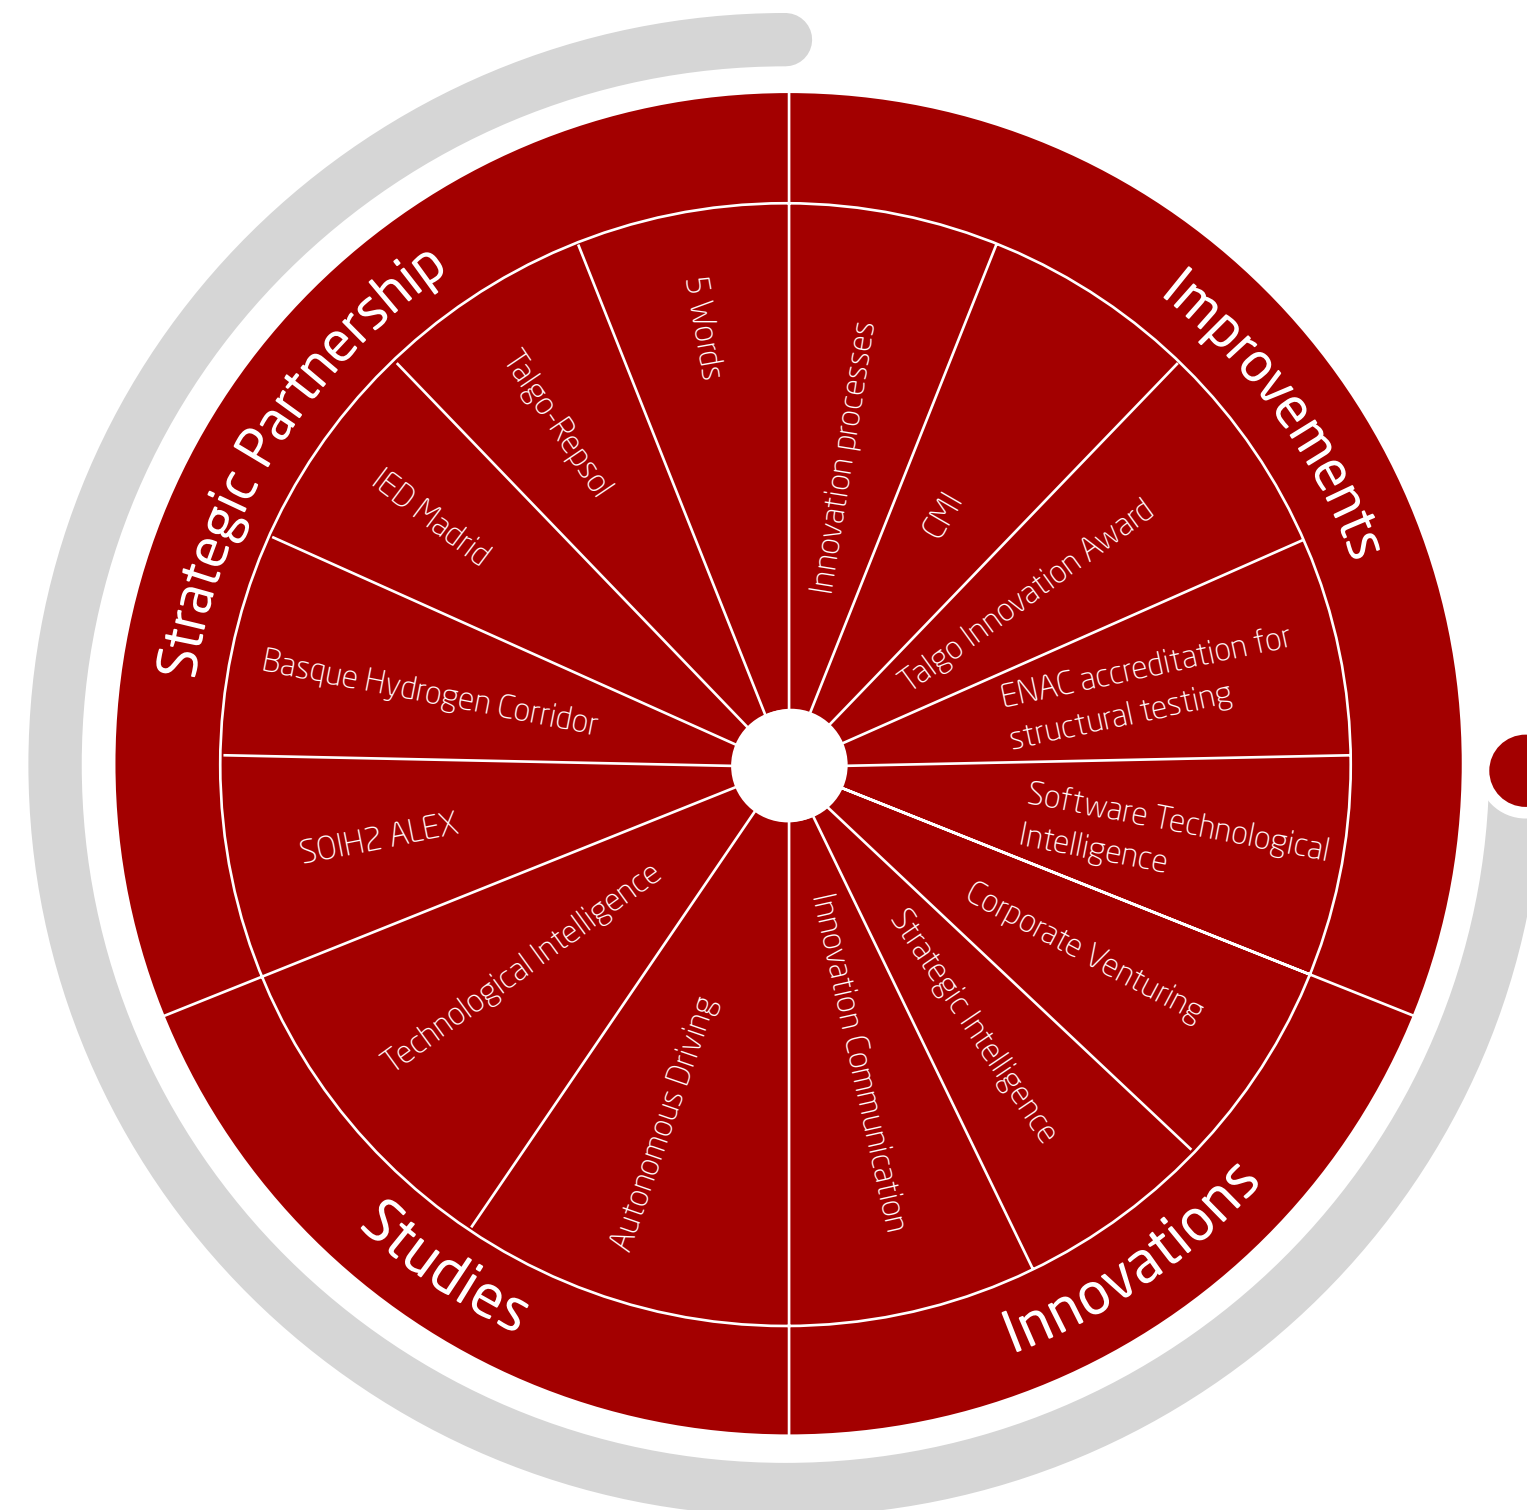 Improvements
Innovation processes
CMI
Talgo Innovation Award
ENAC accreditation for
structural testing
Software Technological
Intelligence
Innovations
Corporate Venturing
Strategic Intelligence
Innovation Communication
Studies
Autonomous Driving
Technological Intelligence
Strategic Partnership
SOIH2 ALEX
Basque Hydrogen Corridor
IED Madrid
Talgo-Repsol
5 Words